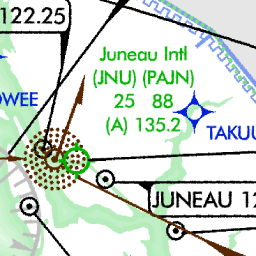 122.25
Juneau Intl
(JNU) (PAJN)
25 88
(A) 135.2
OWEE
TAKUU
JUNEAU 12